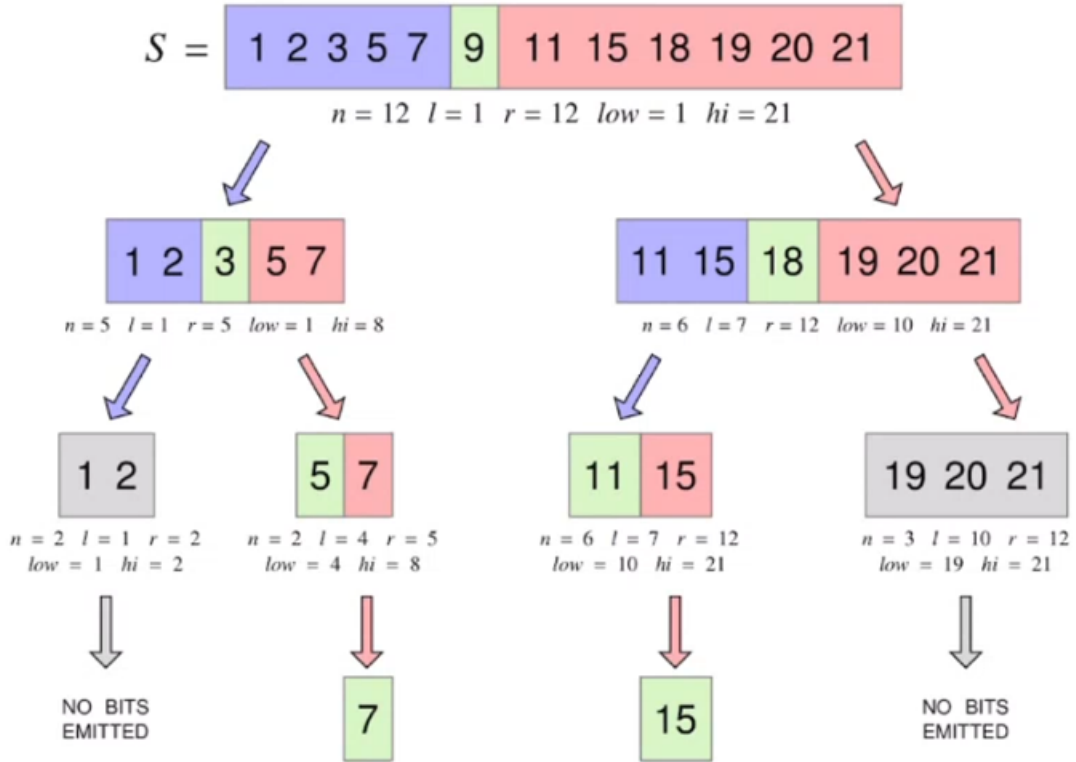 S = 1 2 3 5 7 9 11 15 18 19 20 21
n = 12 l = 1 r = 12 low = 1 hi = 21
1 2 3 5 7
n = 5 l = 1 r = 5 low = 1 hi = 8
11 15 18 19 20 21
n = 6 l = 7 r = 12 low = 10 hi = 21
1 2
n = 2 l = 1 r = 2
low = 1 hi = 2
5 7
n = 2 l = 4 r = 5
low = 4 hi = 8
11 15
n = 6 l = 7 r = 12
low = 10 hi = 21
19 20 21
n = 3 l = 10 r = 12
low = 19 hi = 21
NO BITS
EMITTED
7
15
NO BITS
EMITTED